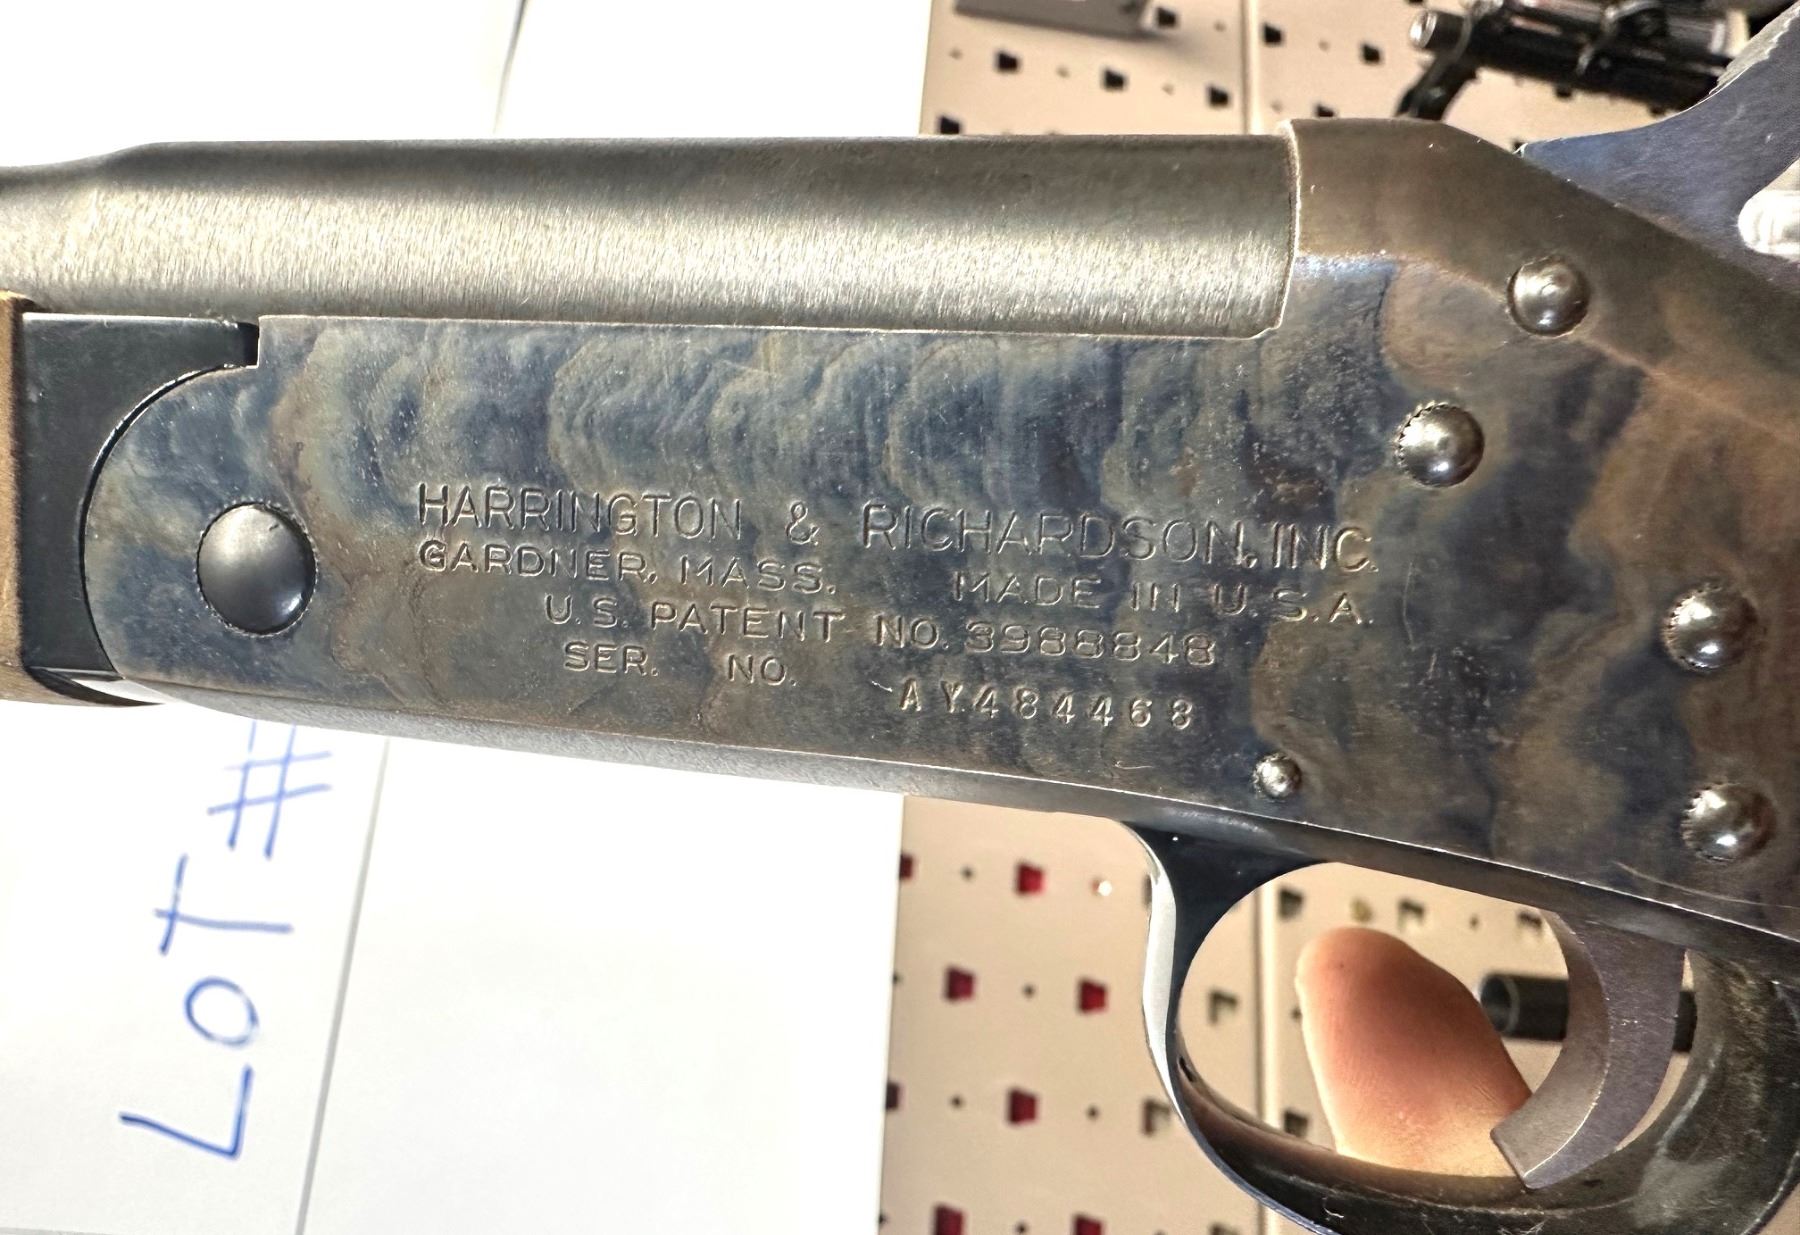 HARRINGTON & RICHARDSON, INC.
GARDNER, MASS. MADE IN U.S.A.
U.S. PATENT NO. 3988848
SER. NO. AY484468
LOT #